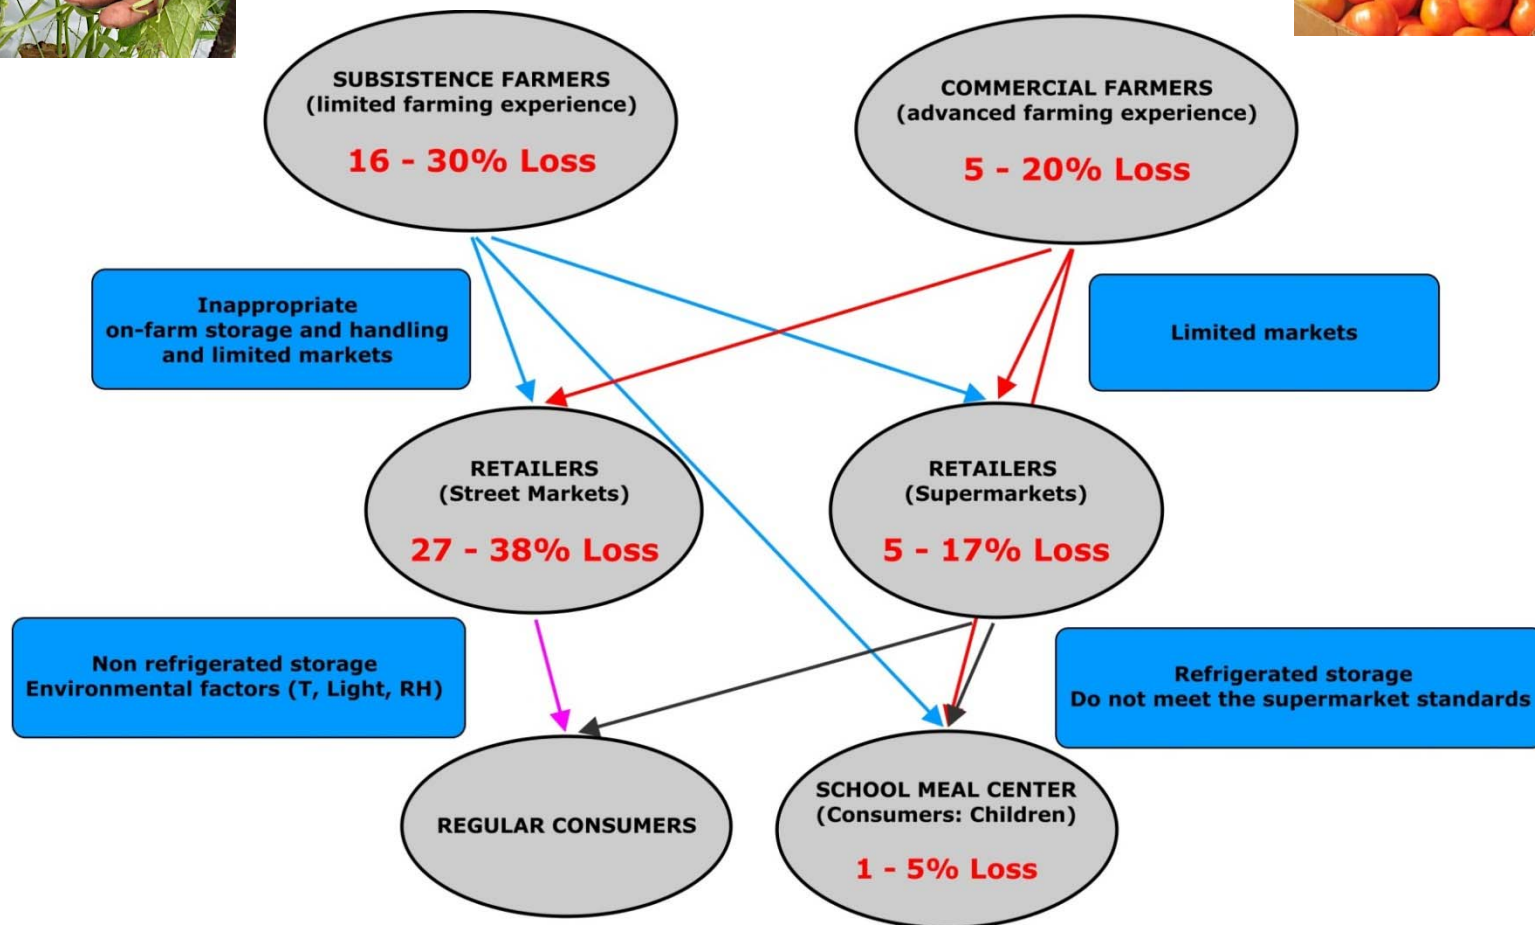 SUBSISTENCE FARMERS
(limited farming experience)
16 - 30% Loss
COMMERCIAL FARMERS
(advanced farming experience)
5 - 20% Loss
Inappropriate
on-farm storage and handling
and limited markets
Limited markets
RETAILERS
(Street Markets)
27 - 38% Loss
RETAILERS
(Supermarkets)
5 - 17% Loss
Non refrigerated storage
Environmental factors (T, Light, RH)
Refrigerated storage
Do not meet the supermarket standards
REGULAR CONSUMERS
SCHOOL MEAL CENTER
(Consumers: Children)
1 - 5% Loss